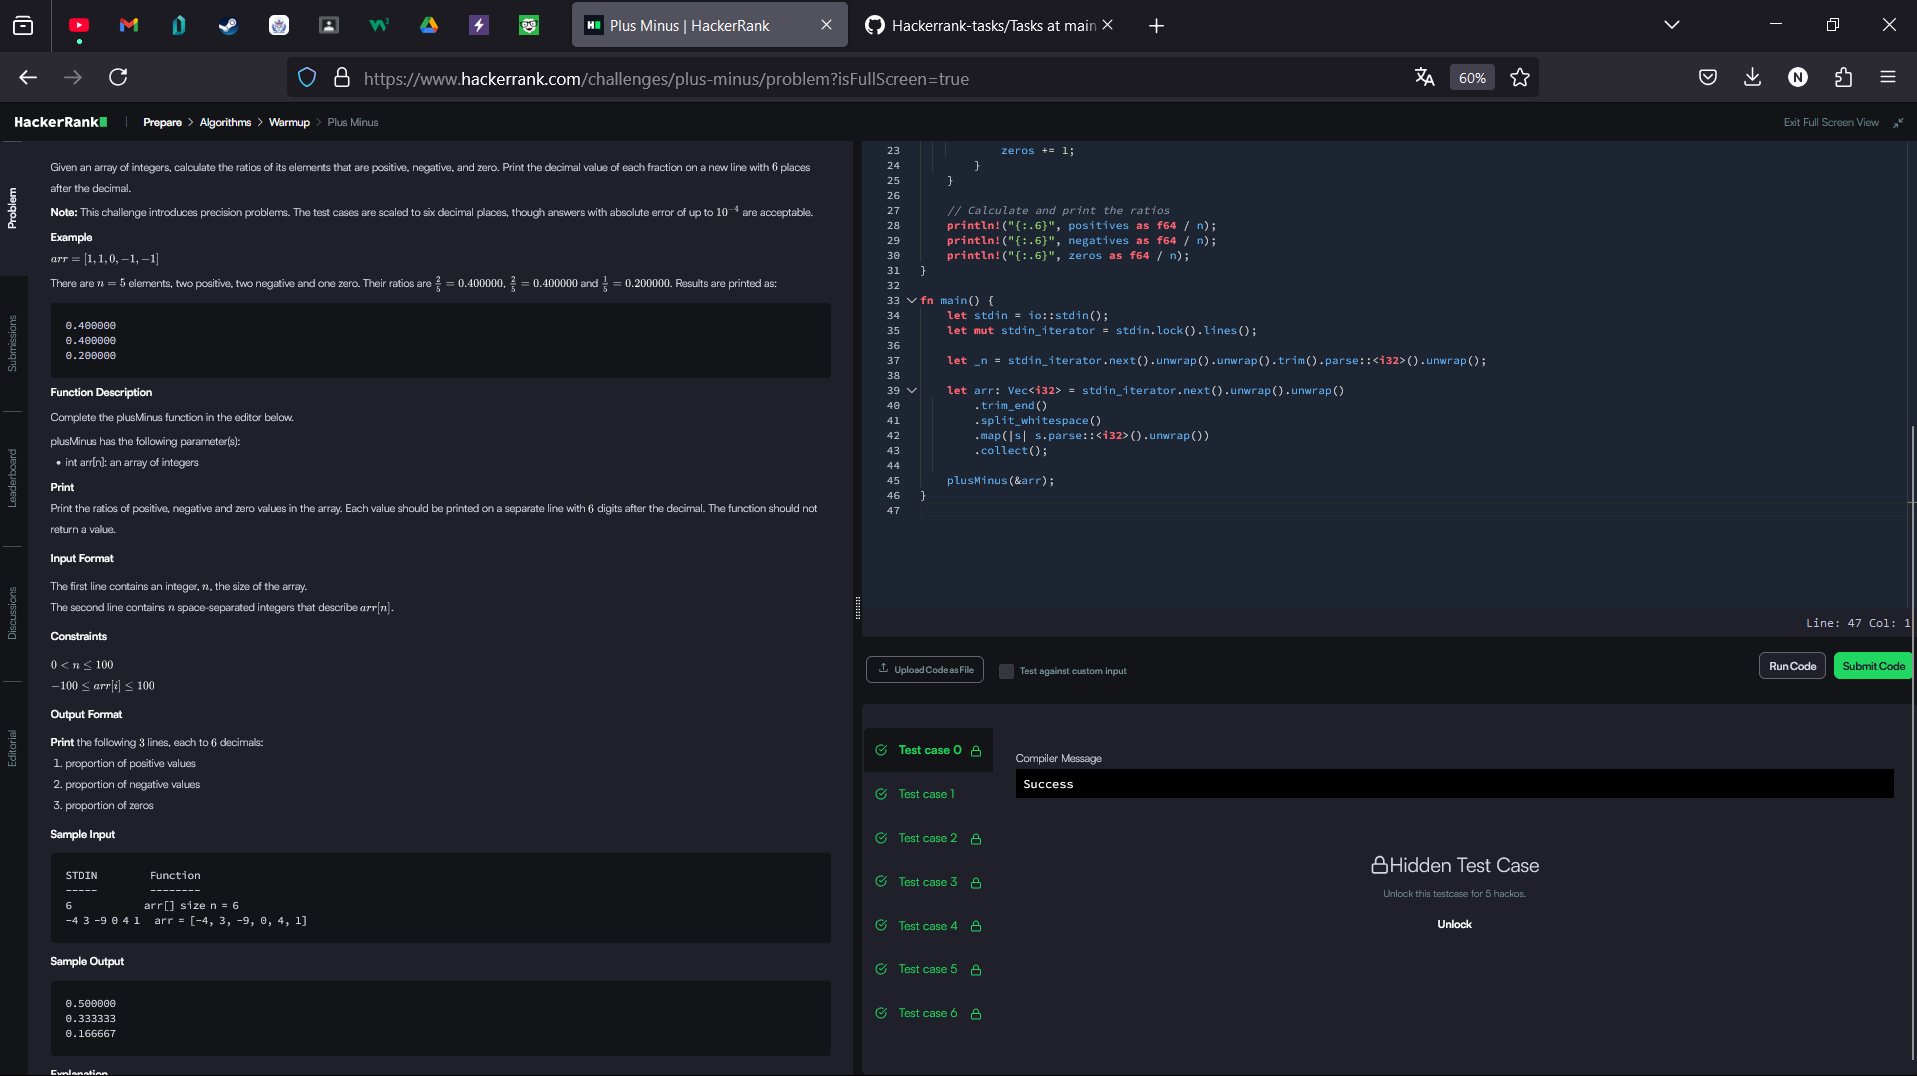 Plus Minus | HackerRank
Hackerrank-tasks/Tasks at main
https://www.hackerrank.com/challenges/plus-minus/problem?isFullScreen=true
60%
N
HackerRank
Prepare > Algorithms > Warmup > Plus Minus
Exit Full Screen View
Problem
Submissions
Leaderboard
Discussions
Editorial
Given an array of integers, calculate the ratios of its elements that are positive, negative, and zero. Print the decimal value of each fraction on a new line with 6 places
after the decimal.
Note: This challenge introduces precision problems. The test cases are scaled to six decimal places, though answers with absolute error of up to 10⁻⁴ are acceptable.
Example
arr = [1, 1, 0, −1, −1]
There are n = 5 elements, two positive, two negative and one zero. Their ratios are 2/5 = 0.400000, 2/5 = 0.400000 and 1/5 = 0.200000. Results are printed as:
0.400000
0.400000
0.200000
Function Description
Complete the plusMinus function in the editor below.
plusMinus has the following parameter(s):
• int arr[n]: an array of integers
Print
Print the ratios of positive, negative and zero values in the array. Each value should be printed on a separate line with 6 digits after the decimal. The function should not
return a value.
Input Format
The first line contains an integer, n, the size of the array.
The second line contains n space-separated integers that describe arr[n].
Constraints
0 < n ≤ 100
−100 ≤ arr[i] ≤ 100
Output Format
Print the following 3 lines, each to 6 decimals:
1. proportion of positive values
2. proportion of negative values
3. proportion of zeros
Sample Input
STDIN Function
----- --------
6 arr[] size n = 6
-4 3 -9 0 4 1 arr = [-4, 3, -9, 0, 4, 1]
Sample Output
0.500000
0.333333
0.166667
Explanation
23 zeros += 1;
24 }
25 }
26
27 // Calculate and print the ratios
28 println!("{:.6}", positives as f64 / n);
29 println!("{:.6}", negatives as f64 / n);
30 println!("{:.6}", zeros as f64 / n);
31 }
32
33 fn main() {
34 let stdin = io::stdin();
35 let mut stdin_iterator = stdin.lock().lines();
36
37 let _n = stdin_iterator.next().unwrap().unwrap().trim().parse::<i32>().unwrap();
38
39 let arr: Vec<i32> = stdin_iterator.next().unwrap().unwrap()
40 .trim_end()
41 .split_whitespace()
42 .map(|s| s.parse::<i32>().unwrap())
43 .collect();
44
45 plusMinus(&arr);
46 }
47
Line: 47 Col: 1
Upload Code as File
Test against custom input
Run Code
Submit Code
Test case 0
Test case 1
Test case 2
Test case 3
Test case 4
Test case 5
Test case 6
Compiler Message
Success
Hidden Test Case
Unlock this testcase for 5 hackos.
Unlock